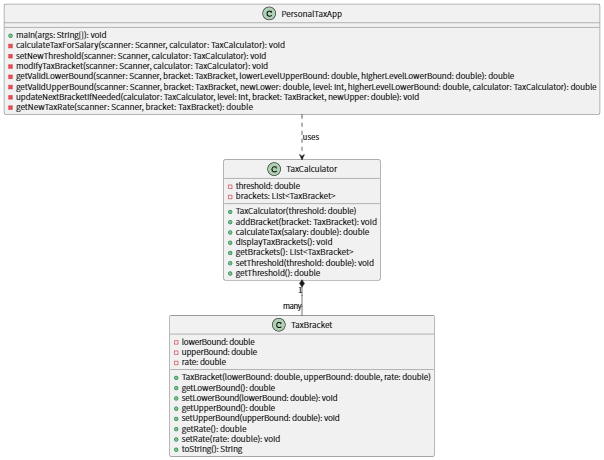 C PersonalTaxApp
main(args: String[]): void
calculateTaxForSalary(scanner: Scanner, calculator: TaxCalculator): void
setNewThreshold(scanner: Scanner, calculator: TaxCalculator): void
modifyTaxBracket(scanner: Scanner, calculator: TaxCalculator): void
getValidLowerBound(scanner: Scanner, bracket: TaxBracket, lowerLevelUpperBound: double, higherLevelLowerBound: double): double
getValidUpperBound(scanner: Scanner, bracket: TaxBracket, newLower: double, level: int, higherLevelLowerBound: double, calculator: TaxCalculator): double
updateNextBracketIfNeeded(calculator: TaxCalculator, level: int, bracket: TaxBracket, newUpper: double): void
getNewTaxRate(scanner: Scanner, bracket: TaxBracket): double
uses
C TaxCalculator
threshold: double
brackets: List<TaxBracket>
TaxCalculator(threshold: double)
addBracket(bracket: TaxBracket): void
calculateTax(salary: double): double
displayTaxBrackets(): void
getBrackets(): List<TaxBracket>
setThreshold(threshold: double): void
getThreshold(): double
1
many
C TaxBracket
lowerBound: double
upperBound: double
rate: double
TaxBracket(lowerBound: double, upperBound: double, rate: double)
getLowerBound(): double
setLowerBound(lowerBound: double): void
getUpperBound(): double
setUpperBound(upperBound: double): void
getRate(): double
setRate(rate: double): void
toString(): String